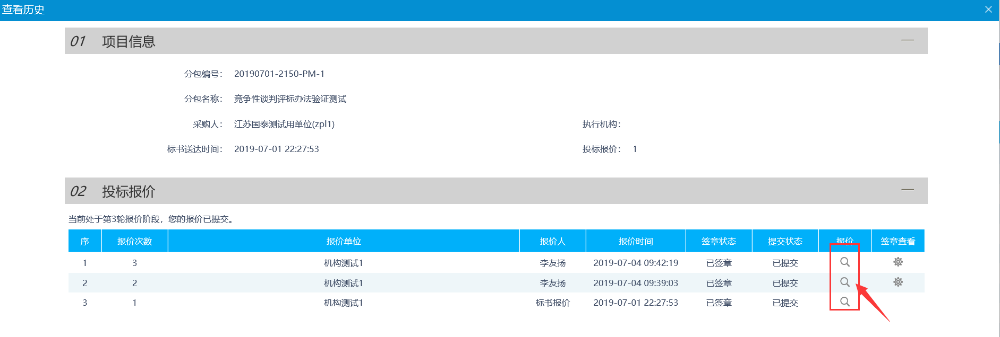 查看历史
01 项目信息
分包编号： 20190701-2150-PM-1
分包名称： 竞争性谈判评标办法验证测试
采购人： 江苏国泰测试用单位(zpl1) 执行机构：
标书送达时间： 2019-07-01 22:27:53 投标报价： 1
02 投标报价
当前处于第3轮报价阶段，您的报价已提交。
序 报价次数 报价单位 报价人 报价时间 签章状态 提交状态 报价 签章查看
1 3 机构测试1 李友扬 2019-07-04 09:42:19 已签章 已提交
2 2 机构测试1 李友扬 2019-07-04 09:39:03 已签章 已提交
3 1 机构测试1 标书报价 2019-07-01 22:27:53 已签章 已提交